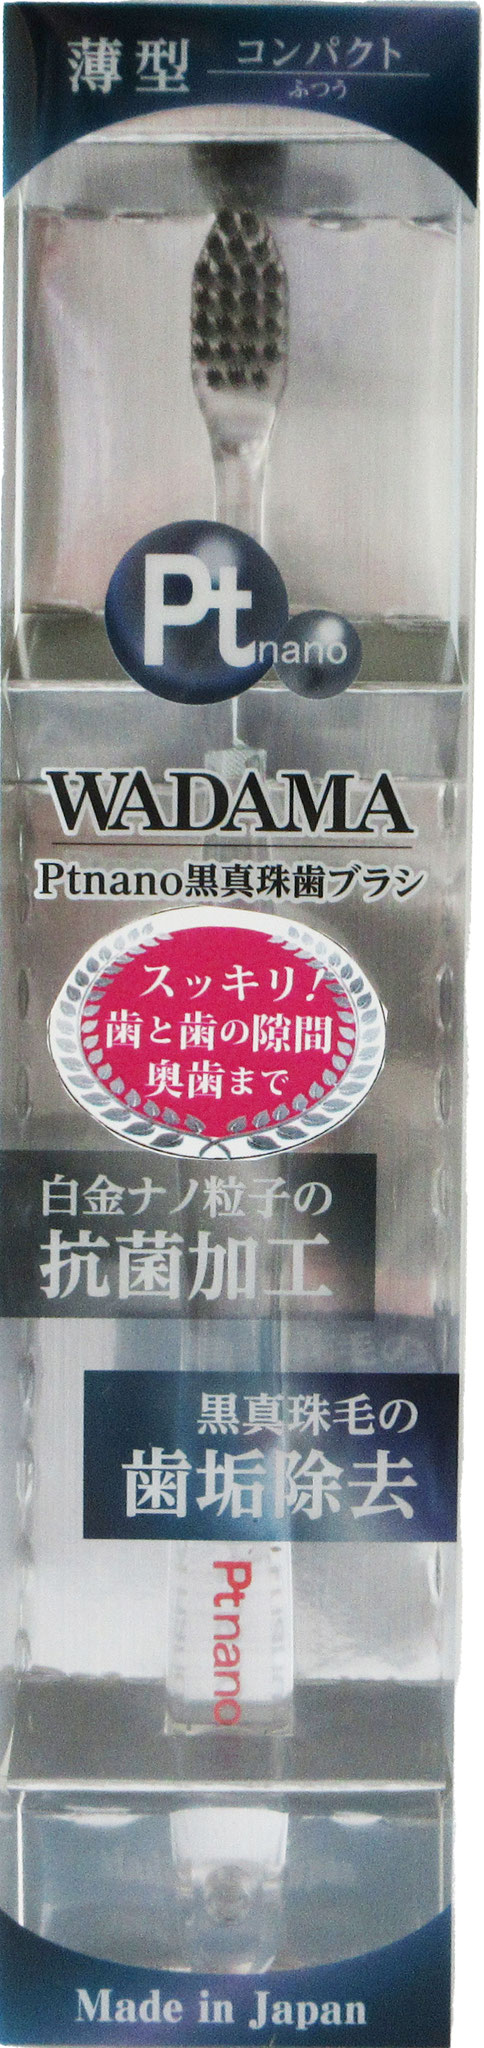 薄型 コンパクト
ふつう
Pt nano
WADAMA
Ptnano黒真珠歯ブラシ
スッキリ!
歯と歯の隙間
奥歯まで
白金ナノ粒子の
抗菌加工
黒真珠毛の
歯垢除去
Ptnano
Made in Japan